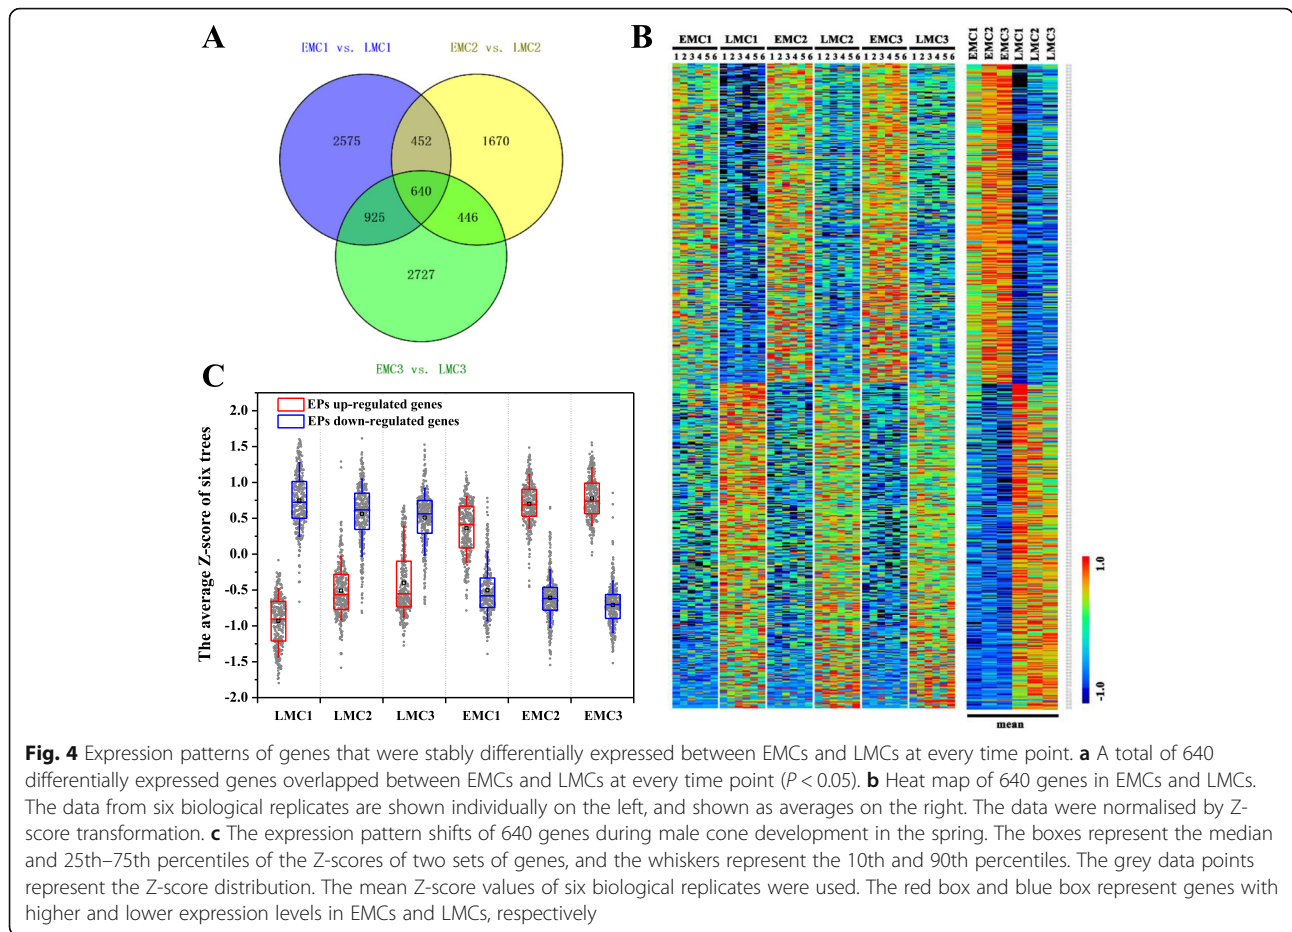 A
EMC1 vs. LMC1
EMC2 vs. LMC2
2575
452
1670
640
925
446
2727
EMC3 vs. LMC3
B
EMC1 LMC1 EMC2 LMC2 EMC3 LMC3
1 2 3 4 5 6 1 2 3 4 5 6 1 2 3 4 5 6 1 2 3 4 5 6 1 2 3 4 5 6 1 2 3 4 5 6
EMC1
EMC2
EMC3
LMC1
LMC2
LMC3
mean
1.0
-1.0
C
The average Z-score of six trees
2.0
1.5
1.0
0.5
0.0
-0.5
-1.0
-1.5
-2.0
EPs up-regulated genes
EPs down-regulated genes
LMC1 LMC2 LMC3 EMC1 EMC2 EMC3
Fig. 4 Expression patterns of genes that were stably differentially expressed between EMCs and LMCs at every time point. a A total of 640
differentially expressed genes overlapped between EMCs and LMCs at every time point (P < 0.05). b Heat map of 640 genes in EMCs and LMCs.
The data from six biological replicates are shown individually on the left, and shown as averages on the right. The data were normalised by Z-
score transformation. c The expression pattern shifts of 640 genes during male cone development in the spring. The boxes represent the median
and 25th–75th percentiles of the Z-scores of two sets of genes, and the whiskers represent the 10th and 90th percentiles. The grey data points
represent the Z-score distribution. The mean Z-score values of six biological replicates were used. The red box and blue box represent genes with
higher and lower expression levels in EMCs and LMCs, respectively